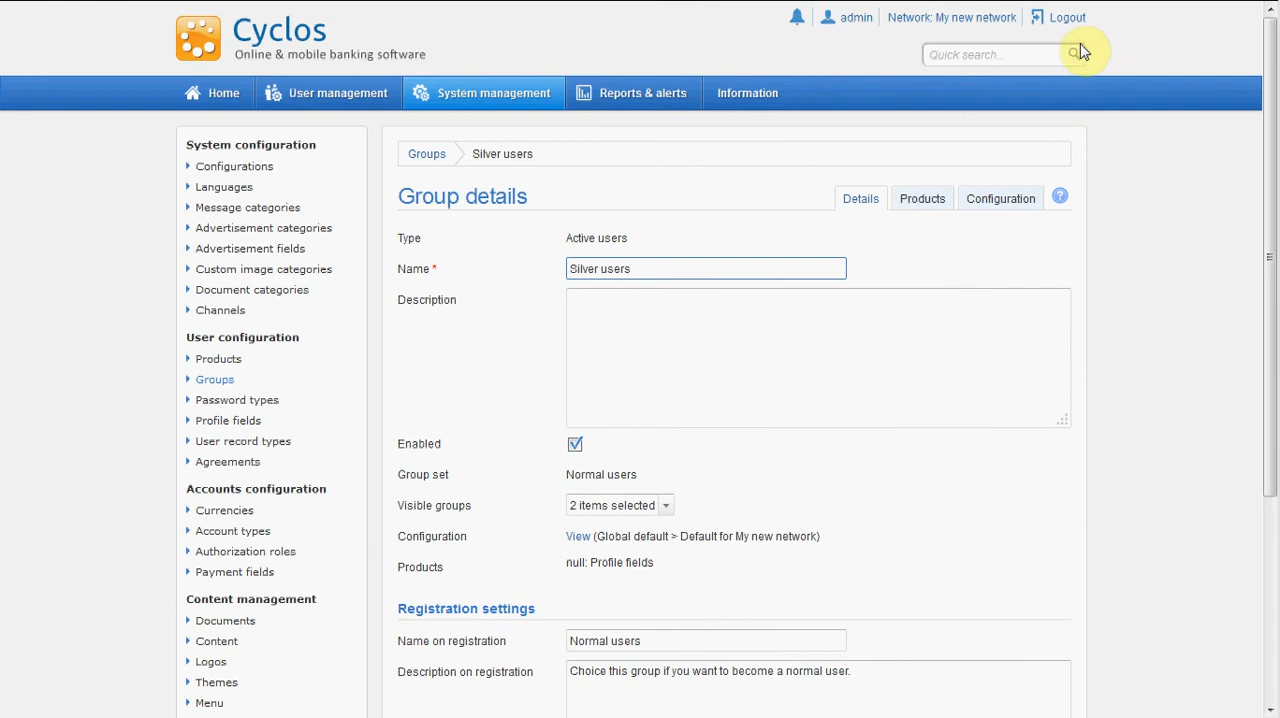 admin
Network: My new network
Logout
Cyclos
Online & mobile banking software
Quick search...
Home
User management
System management
Reports & alerts
Information
System configuration
Configurations
Languages
Message categories
Advertisement categories
Advertisement fields
Custom image categories
Document categories
Channels
User configuration
Products
Groups
Password types
Profile fields
User record types
Agreements
Accounts configuration
Currencies
Account types
Authorization roles
Payment fields
Content management
Documents
Content
Logos
Themes
Menu
Groups
Silver users
Group details
Details
Products
Configuration
?
Type
Active users
Name *
Silver users
Description
Enabled
Group set
Normal users
Visible groups
2 items selected
Configuration
View (Global default > Default for My new network)
Products
null: Profile fields
Registration settings
Name on registration
Normal users
Description on registration
Choice this group if you want to become a normal user.